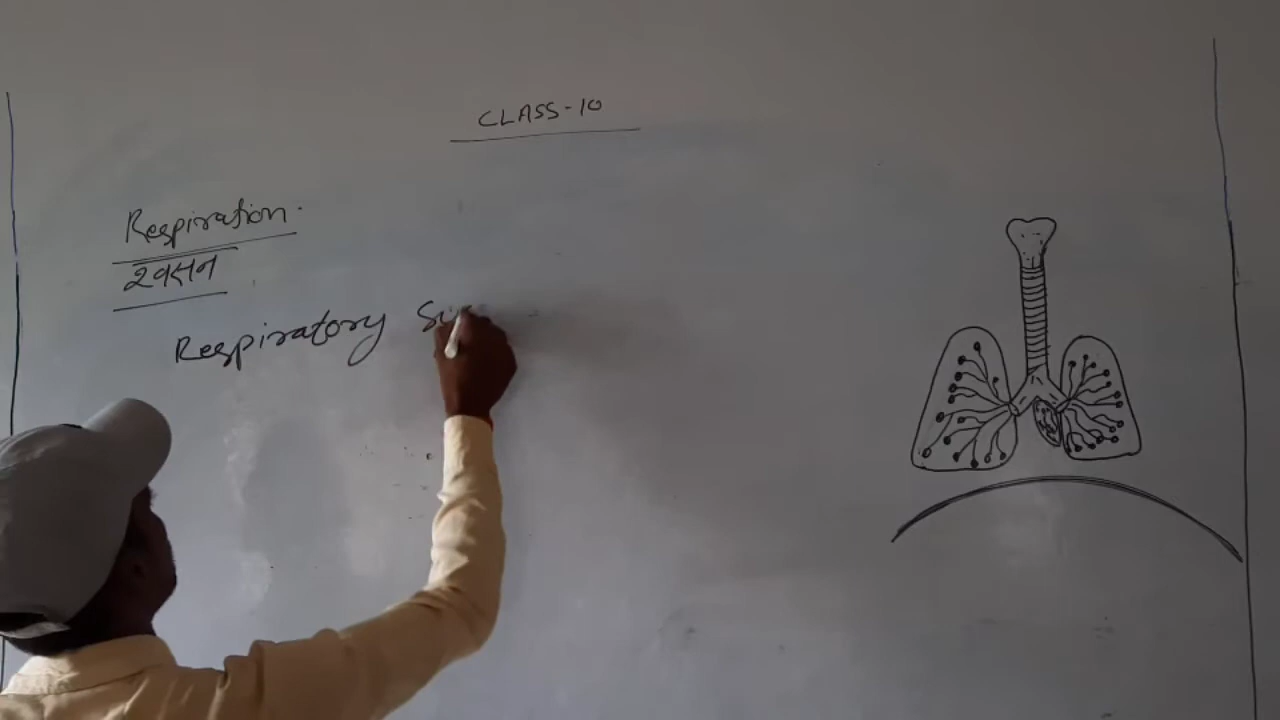 CLASS-10
Respiration.
श्वसन
Respiratory